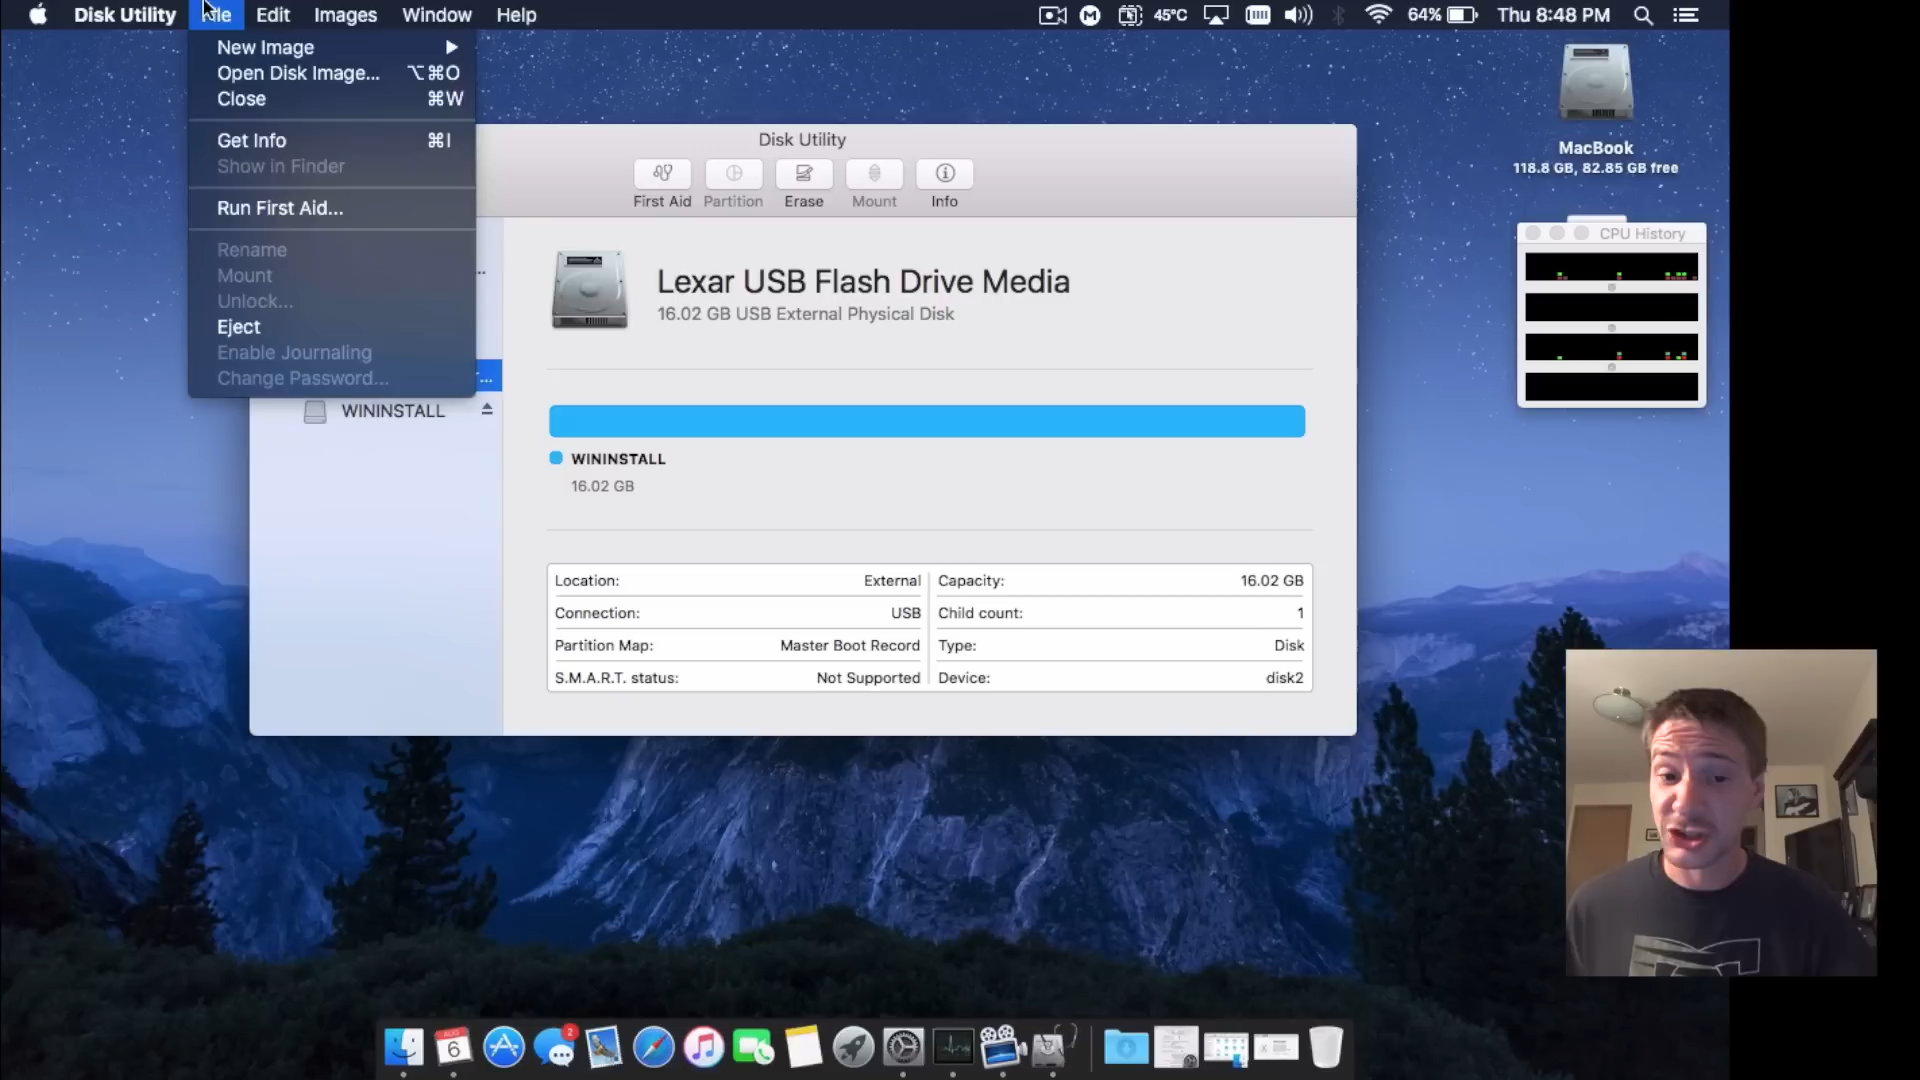 Disk Utility File Edit Images Window Help 45°C 64% Thu 8:48 PM
New Image
Open Disk Image... ⌥⌘O
Close ⌘W
Get Info ⌘I
Show in Finder
Run First Aid...
Rename
Mount
Unlock...
Eject
Enable Journaling
Change Password...
WININSTALL
Disk Utility
First Aid Partition Erase Mount Info
Lexar USB Flash Drive Media
16.02 GB USB External Physical Disk
WININSTALL
16.02 GB
Location: External Capacity: 16.02 GB
Connection: USB Child count: 1
Partition Map: Master Boot Record Type: Disk
S.M.A.R.T. status: Not Supported Device: disk2
MacBook
118.8 GB, 82.85 GB free
CPU History
AUG
6
2